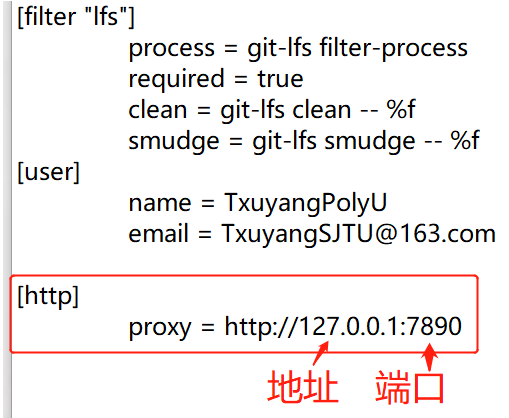 [filter "lfs"]
process = git-lfs filter-process
required = true
clean = git-lfs clean -- %f
smudge = git-lfs smudge -- %f
[user]
name = TxuyangPolyU
email = TxuyangSJTU@163.com
[http]
proxy = http://127.0.0.1:7890
地址 端口